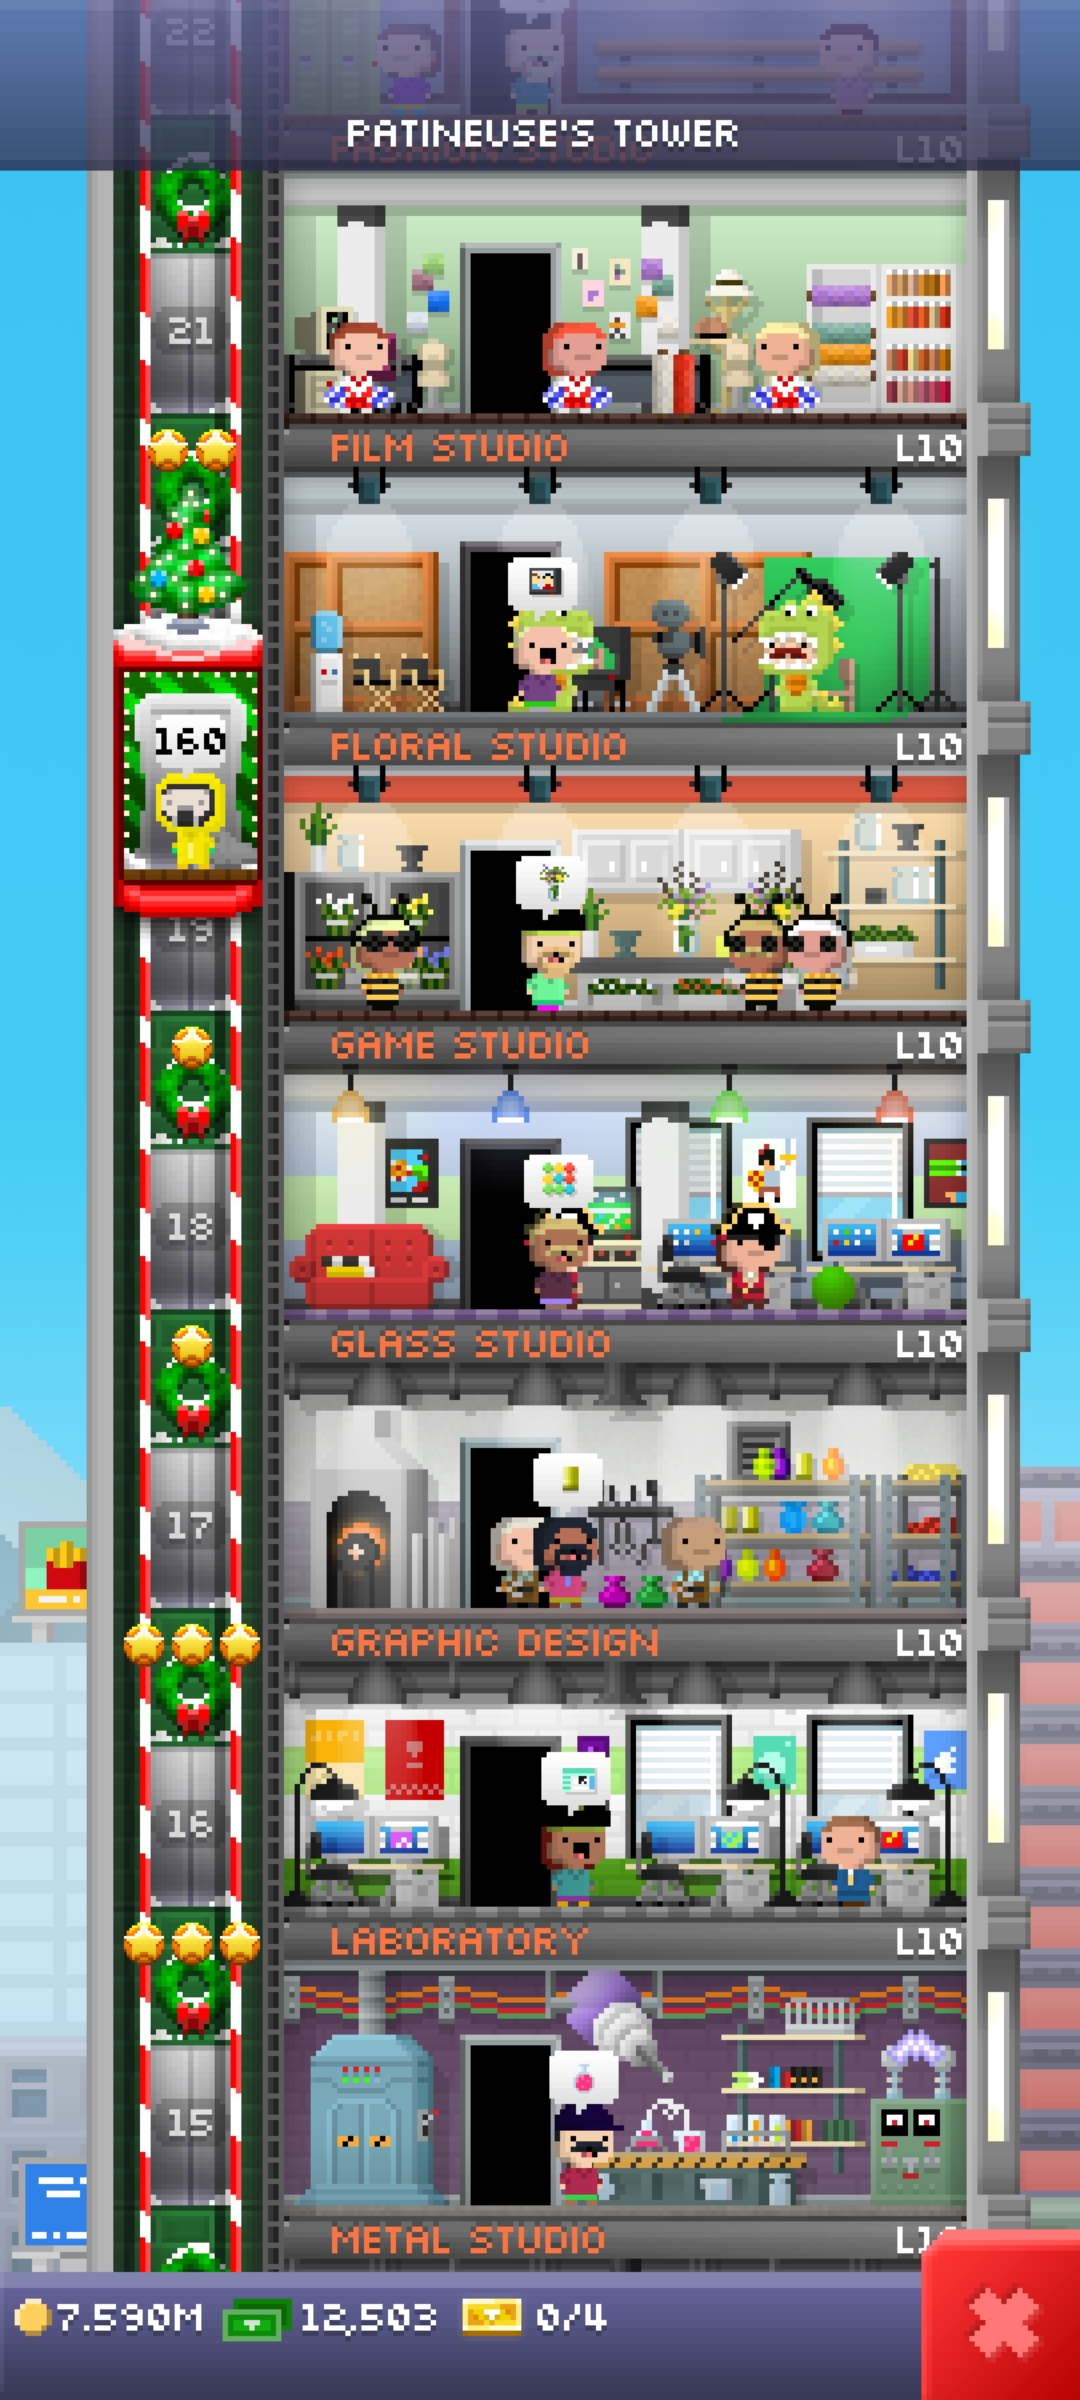 22
PATINEUSE'S TOWER
FASHION STUDIO L10
21
FILM STUDIO L10
160
FLORAL STUDIO L10
19
GAME STUDIO L10
18
GLASS STUDIO L10
17
GRAPHIC DESIGN L10
16
LABORATORY L10
15
METAL STUDIO L10
7.590M 12,503 0/4